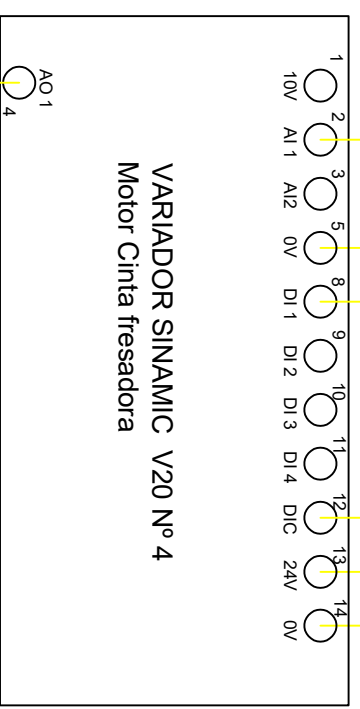 1 2 3 5 8 9 10 11 12 13 14
10V AI 1 AI2 0V DI 1 DI 2 DI 3 DI 4 DIC 24V 0V
VARIADOR SINAMIC V20 Nº 4
Motor Cinta fresadora
AO 1
4